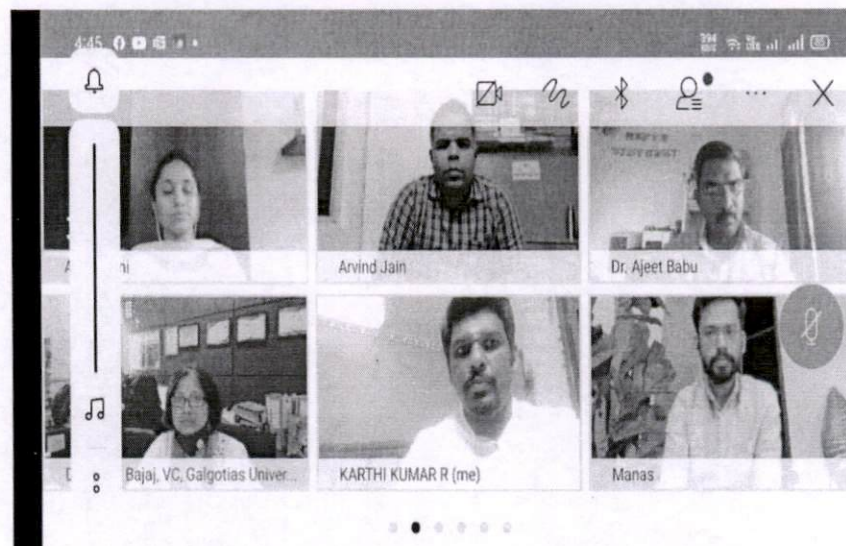 4:45
Arvind Jain
Dr. Ajeet Babu
Bajaj, VC, Galgotias Univer...
KARTHI KUMAR R (me)
Manas